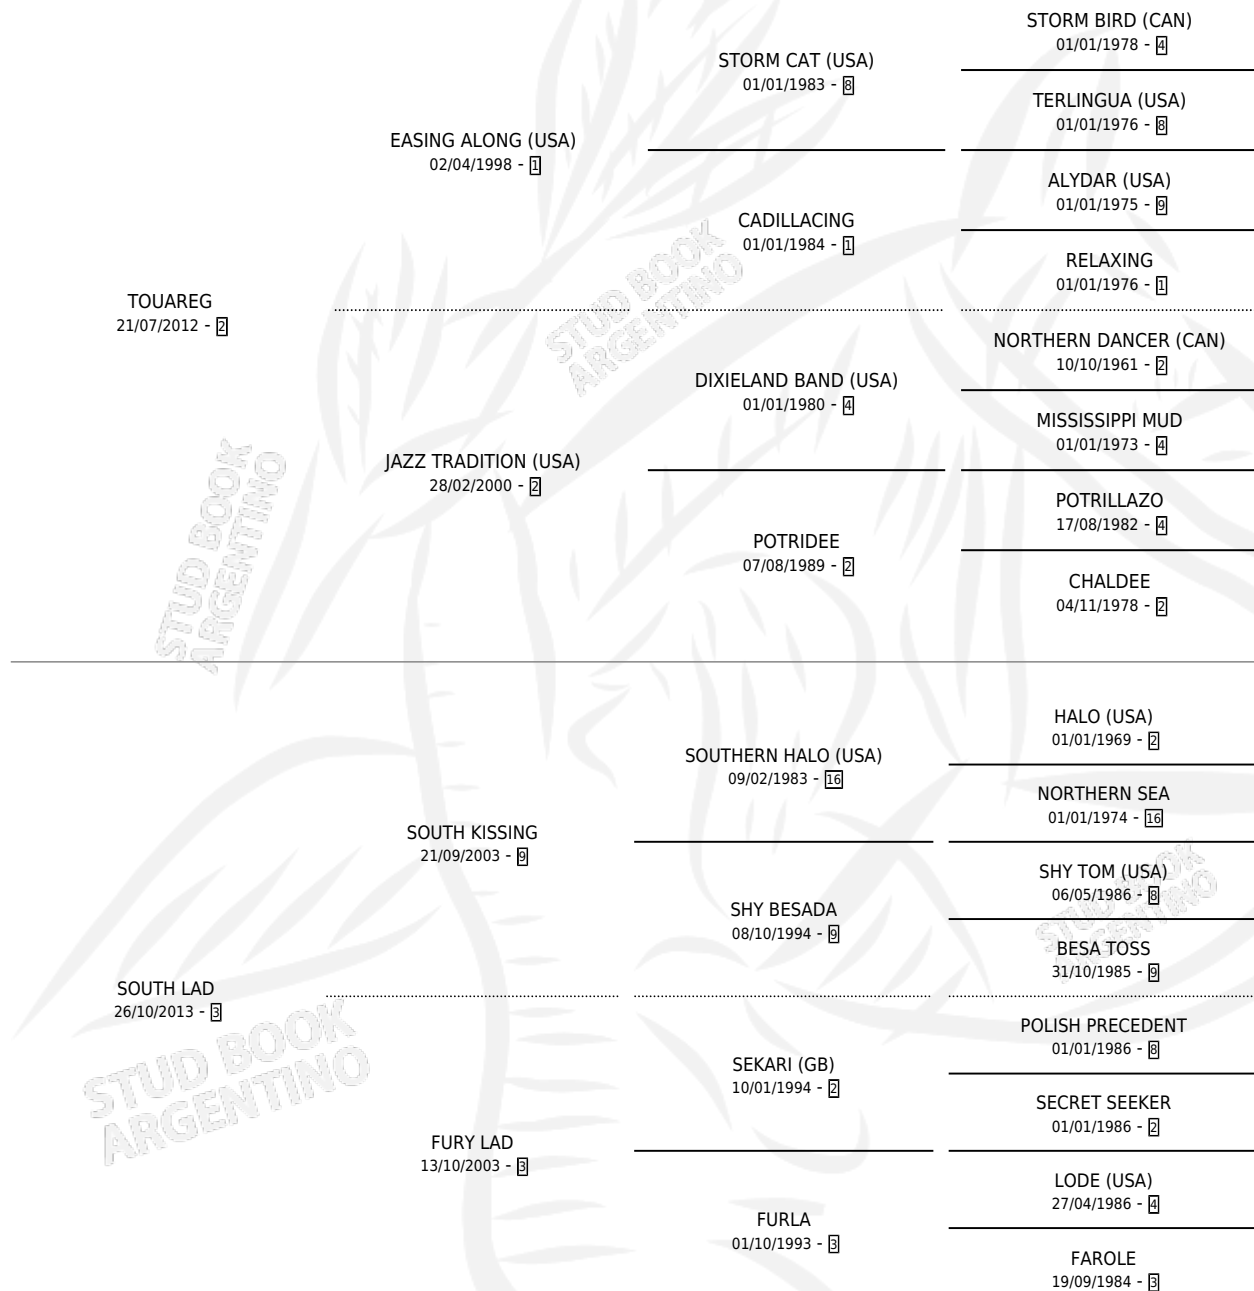 STORM BIRD (CAN)
01/01/1978 - 4
STORM CAT (USA)
01/01/1983 - 8
TERLINGUA (USA)
01/01/1976 - 8
EASING ALONG (USA)
02/04/1998 - 1
ALYDAR (USA)
01/01/1975 - 9
CADILLACING
01/01/1984 - 1
RELAXING
01/01/1976 - 1
TOUAREG
21/07/2012 - 2
NORTHERN DANCER (CAN)
10/10/1961 - 2
DIXIELAND BAND (USA)
01/01/1980 - 4
MISSISSIPPI MUD
01/01/1973 - 4
JAZZ TRADITION (USA)
28/02/2000 - 2
POTRILLAZO
17/08/1982 - 4
POTRIDEE
07/08/1989 - 2
CHALDEE
04/11/1978 - 2
HALO (USA)
01/01/1969 - 2
SOUTHERN HALO (USA)
09/02/1983 - 16
NORTHERN SEA
01/01/1974 - 16
SOUTH KISSING
21/09/2003 - 9
SHY TOM (USA)
06/05/1986 - 8
SHY BESADA
08/10/1994 - 9
BESA TOSS
31/10/1985 - 9
SOUTH LAD
26/10/2013 - 3
POLISH PRECEDENT
01/01/1986 - 8
SEKARI (GB)
10/01/1994 - 2
SECRET SEEKER
01/01/1986 - 2
FURY LAD
13/10/2003 - 3
LODE (USA)
27/04/1986 - 4
FURLA
01/10/1993 - 3
FAROLE
19/09/1984 - 3
STUD BOOK
ARGENTINO
STUD BOOK
ARGENTINO
STUD BOOK
ARGENTINO
STUD BOOK
ARGENTINO